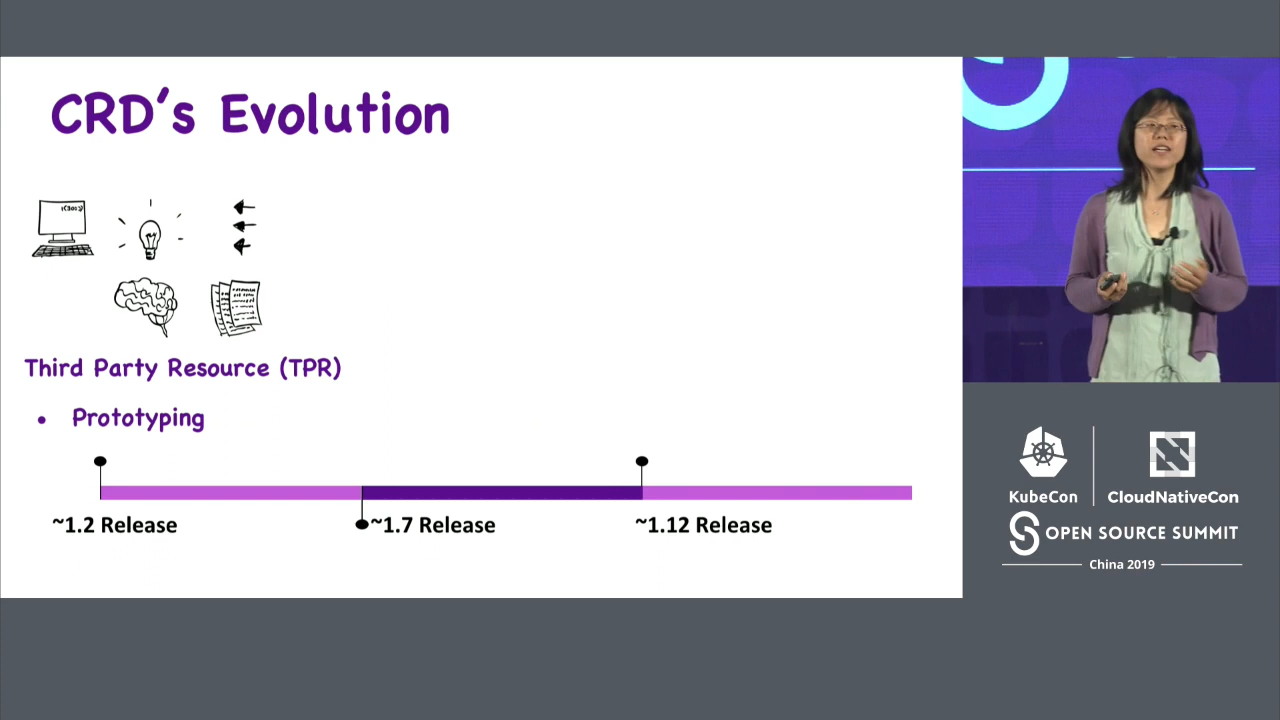 CRD's Evolution
Third Party Resource (TPR)
• Prototyping
~1.2 Release
~1.7 Release
~1.12 Release
KubeCon
CloudNativeCon
OPEN SOURCE SUMMIT
China 2019